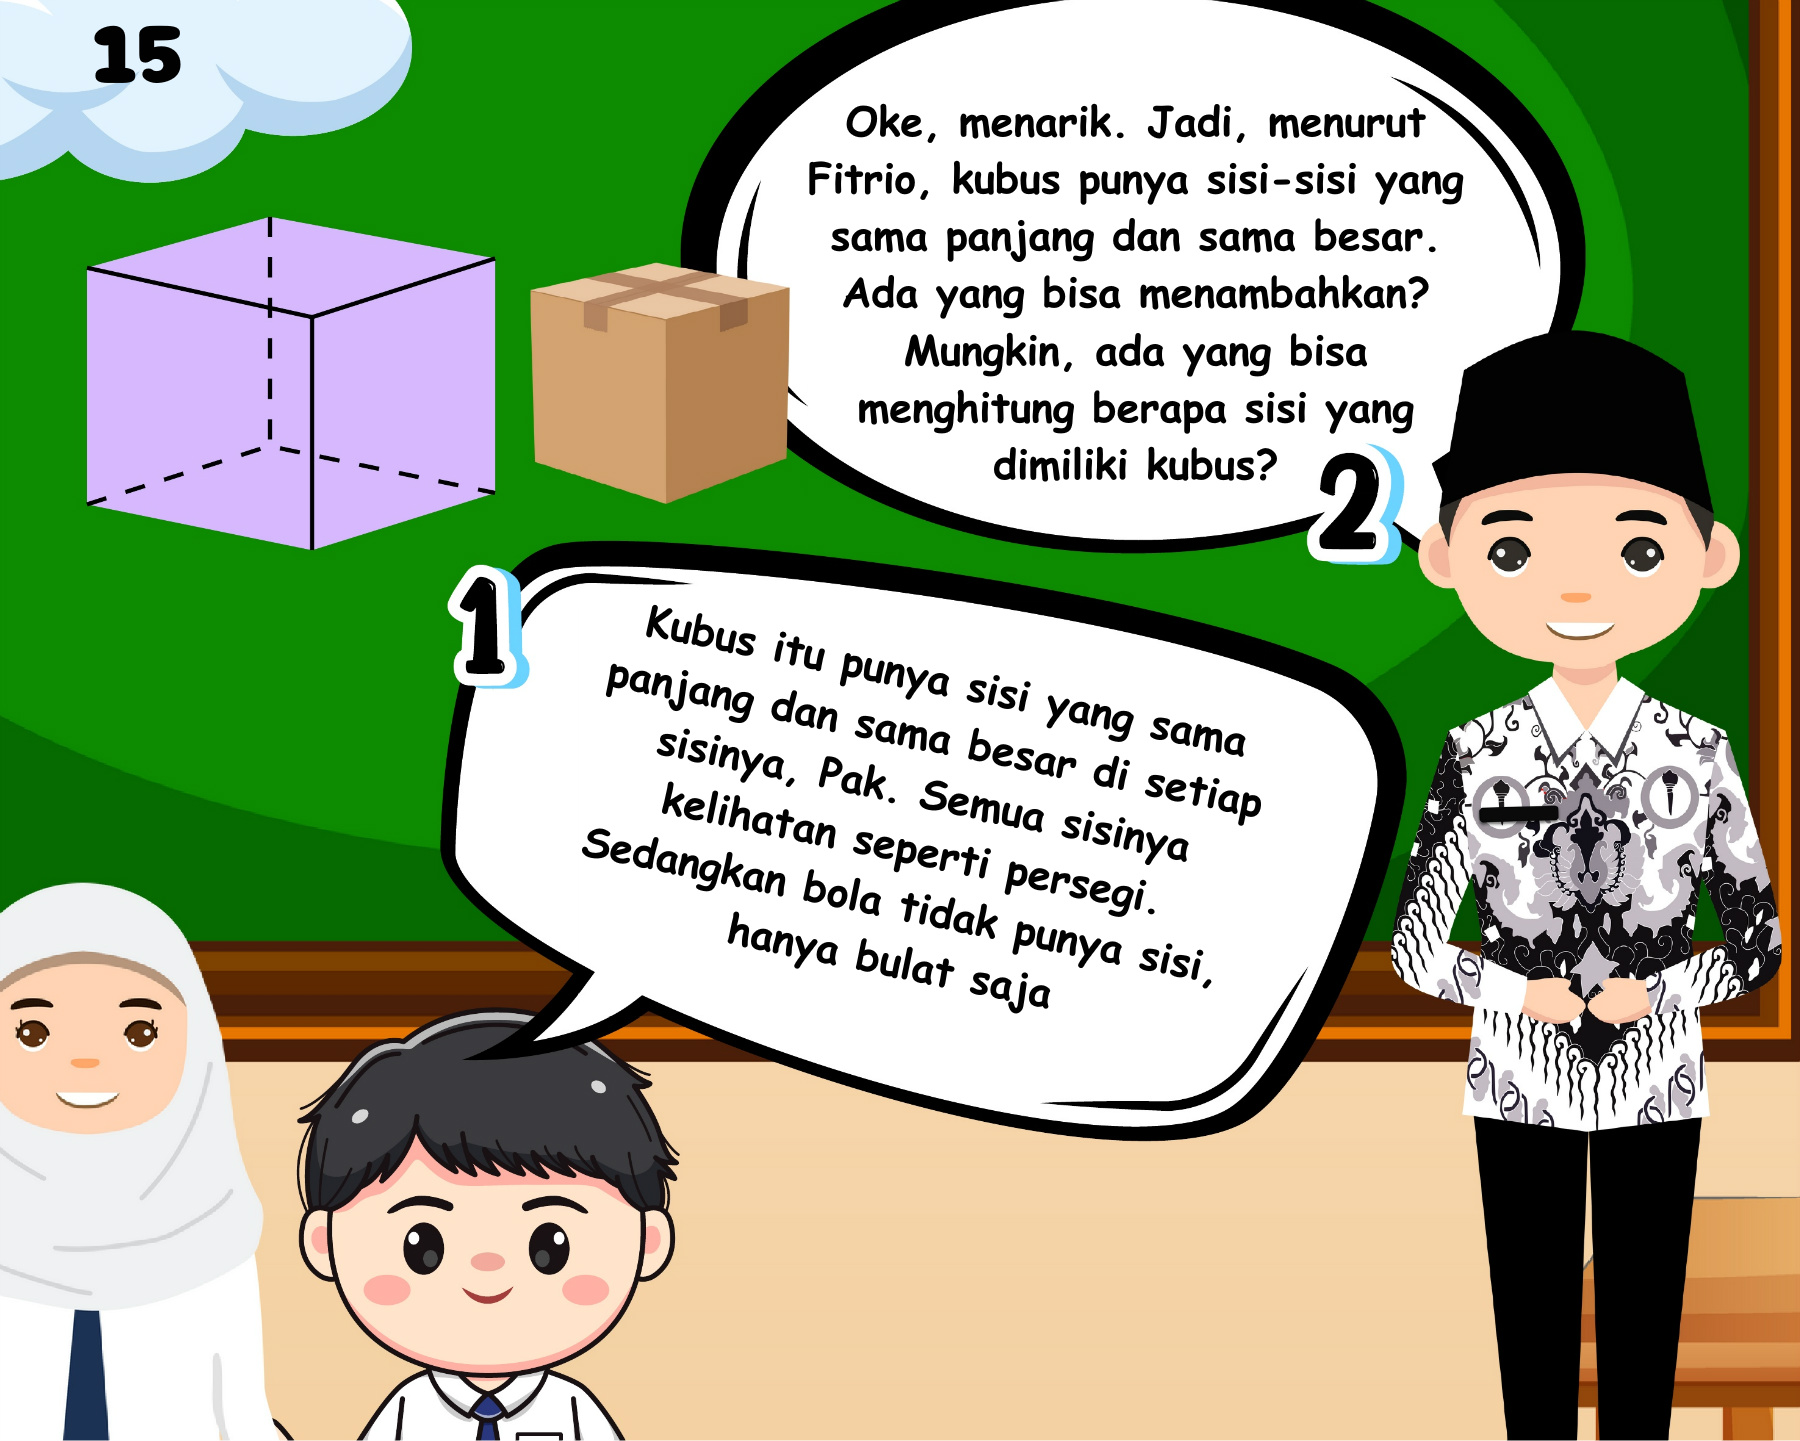 15
1
Kubus itu punya sisi yang sama
panjang dan sama besar di setiap
sisinya, Pak. Semua sisinya
kelihatan seperti persegi.
Sedangkan bola tidak punya sisi,
hanya bulat saja
2
Oke, menarik. Jadi, menurut
Fitrio, kubus punya sisi-sisi yang
sama panjang dan sama besar.
Ada yang bisa menambahkan?
Mungkin, ada yang bisa
menghitung berapa sisi yang
dimiliki kubus?